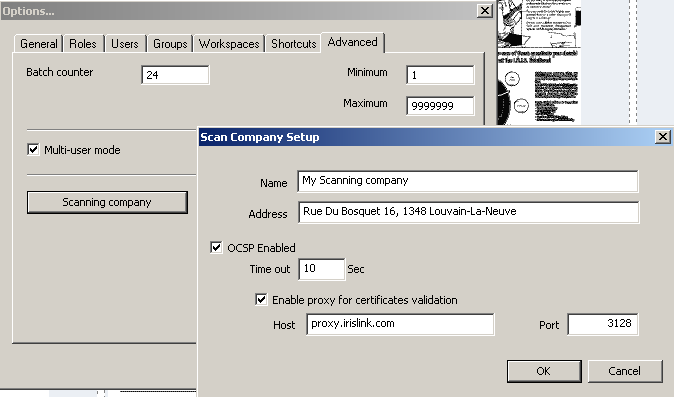 Options...
General Roles Users Groups Workspaces Shortcuts Advanced
Batch counter 24 Minimum 1
Maximum 9999999
Multi-user mode
Scanning company
Scan Company Setup
Name My Scanning company
Address Rue Du Bosquet 16, 1348 Louvain-La-Neuve
OCSP Enabled
Time out 10 Sec
Enable proxy for certificates validation
Host proxy.irislink.com Port 3128
OK Cancel